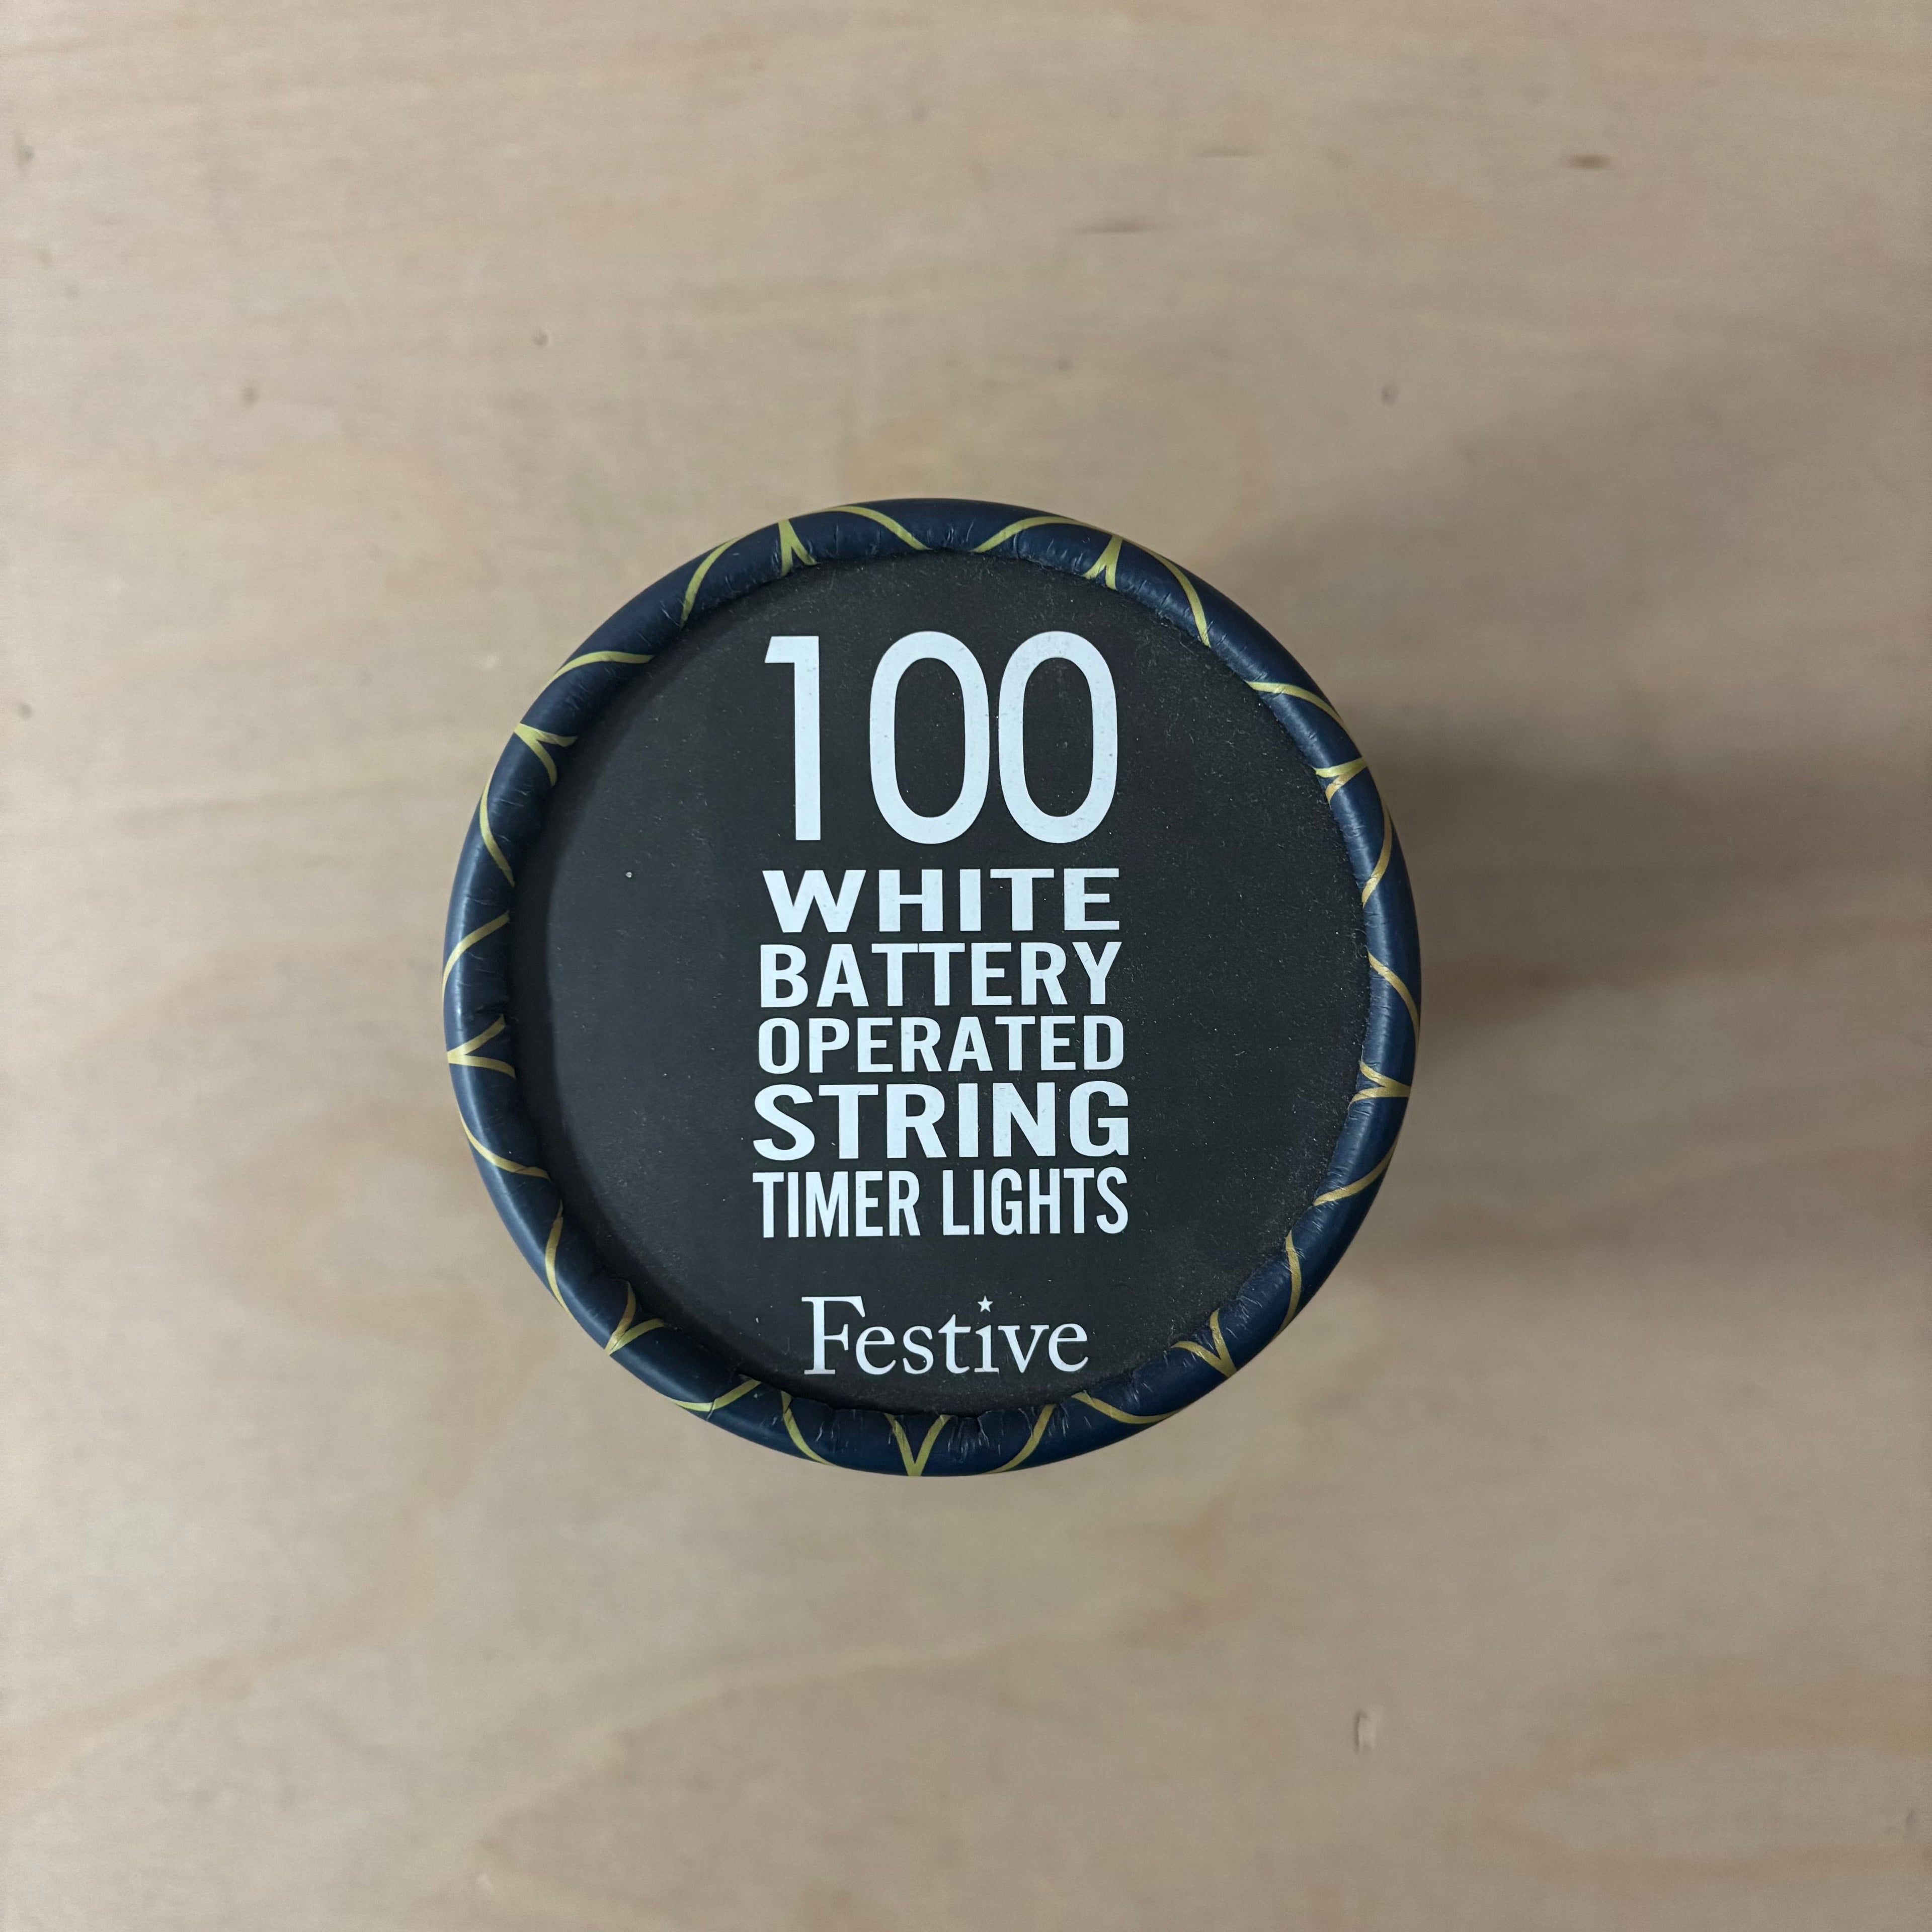 100
WHITE
BATTERY
OPERATED
STRING
TIMER LIGHTS
Festive